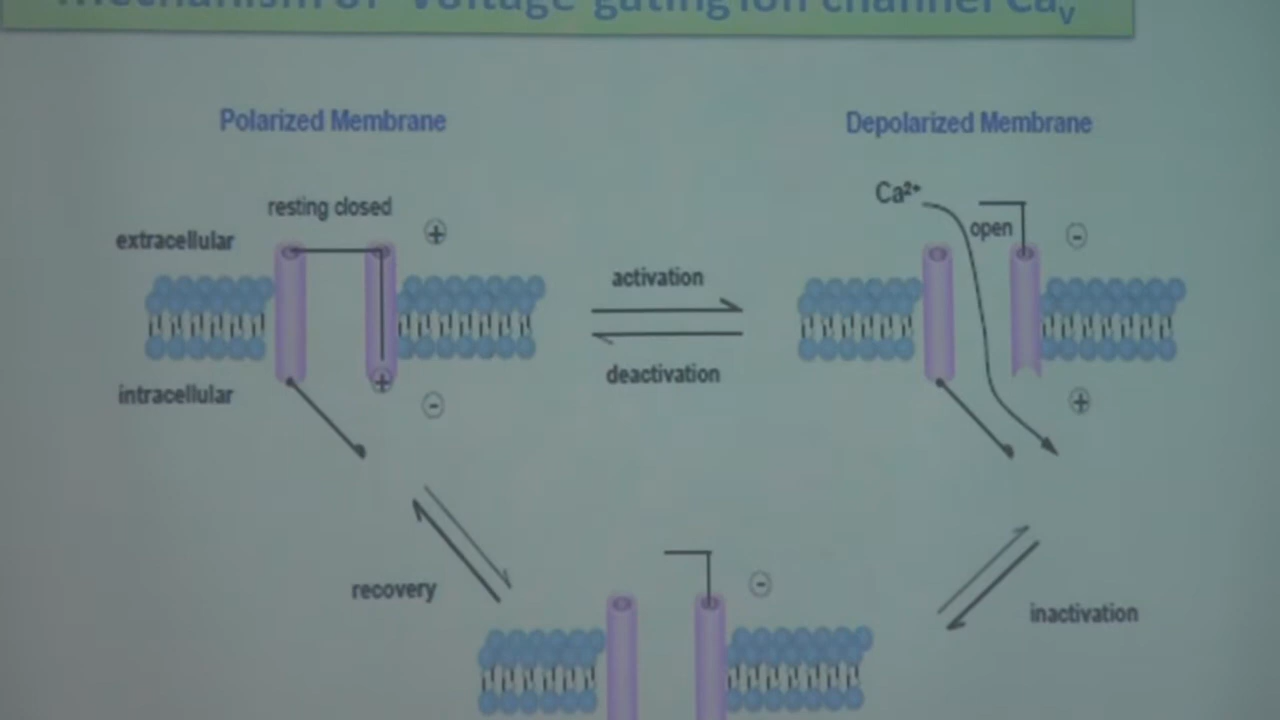 mechanism of voltage gating ion channel Cav
Polarized Membrane
Depolarized Membrane
resting closed
extracellular
+
intracellular
+
-
activation
deactivation
Ca²⁺
open
-
+
recovery
-
inactivation